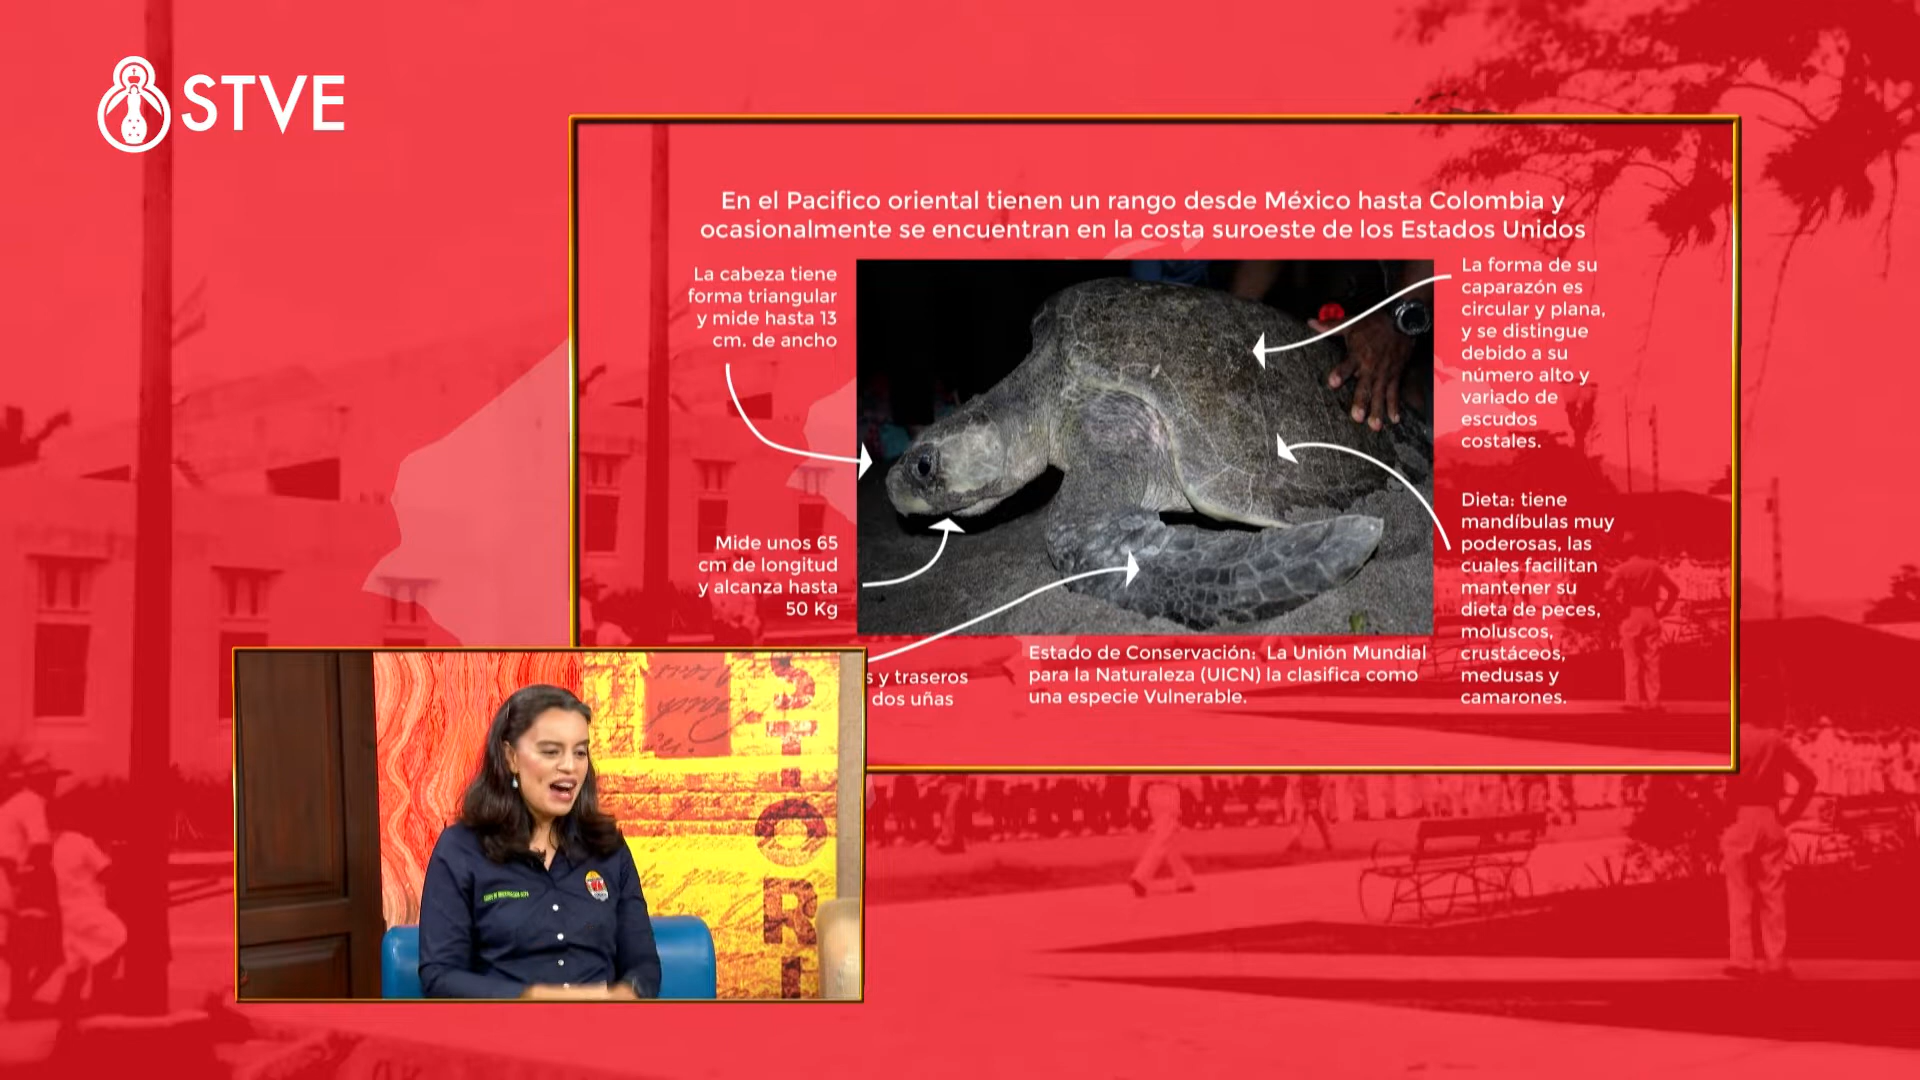 STVE
En el Pacifico oriental tienen un rango desde México hasta Colombia y
ocasionalmente se encuentran en la costa suroeste de los Estados Unidos
La cabeza tiene
forma triangular
y mide hasta 13
cm. de ancho
Mide unos 65
cm de longitud
y alcanza hasta
50 Kg
s y traseros
dos uñas
Estado de Conservación: La Unión Mundial
para la Naturaleza (UICN) la clasifica como
una especie Vulnerable.
La forma de su
caparazón es
circular y plana,
y se distingue
debido a su
número alto y
variado de
escudos
costales.
Dieta: tiene
mandíbulas muy
poderosas, las
cuales facilitan
mantener su
dieta de peces,
moluscos,
crustáceos,
medusas y
camarones.